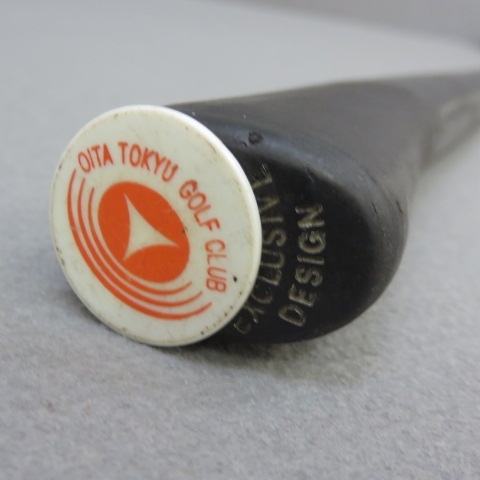 OITA TOKYU GOLF CLUB
EXCLUSIVE
DESIGN